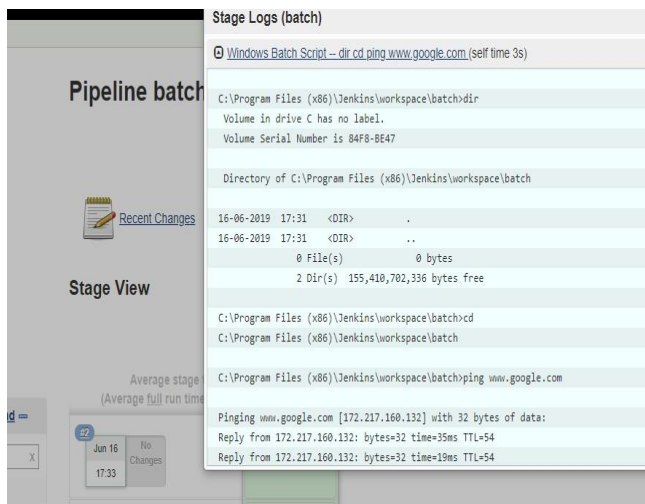 Stage Logs (batch)
Windows Batch Script -- dir cd ping www.google.com (self time 3s)
C:\Program Files (x86)\Jenkins\workspace\batch>dir
Volume in drive C has no label.
Volume Serial Number is 84F8-BE47
Directory of C:\Program Files (x86)\Jenkins\workspace\batch
16-06-2019 17:31 <DIR> .
16-06-2019 17:31 <DIR> ..
0 File(s) 0 bytes
2 Dir(s) 155,410,702,336 bytes free
C:\Program Files (x86)\Jenkins\workspace\batch>cd
C:\Program Files (x86)\Jenkins\workspace\batch
C:\Program Files (x86)\Jenkins\workspace\batch>ping www.google.com
Pinging www.google.com [172.217.160.132] with 32 bytes of data:
Reply from 172.217.160.132: bytes=32 time=35ms TTL=54
Reply from 172.217.160.132: bytes=32 time=19ms TTL=54
Pipeline batch
Recent Changes
Stage View
Average stage
(Average full run time
#2
Jun 16
17:33
No
Changes
X